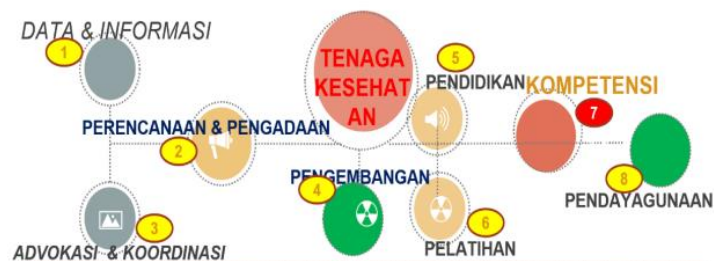 DATA & INFORMASI
1
TENAGA
KESEHAT
AN
5
PENDIDIKAN
KOMPETENSI
7
PERENCANAAN & PENGADAAN
2
PENGEMBANGAN
4
8
PENDAYAGUNAAN
3
6
ADVOKASI & KOORDINASI
PELATIHAN